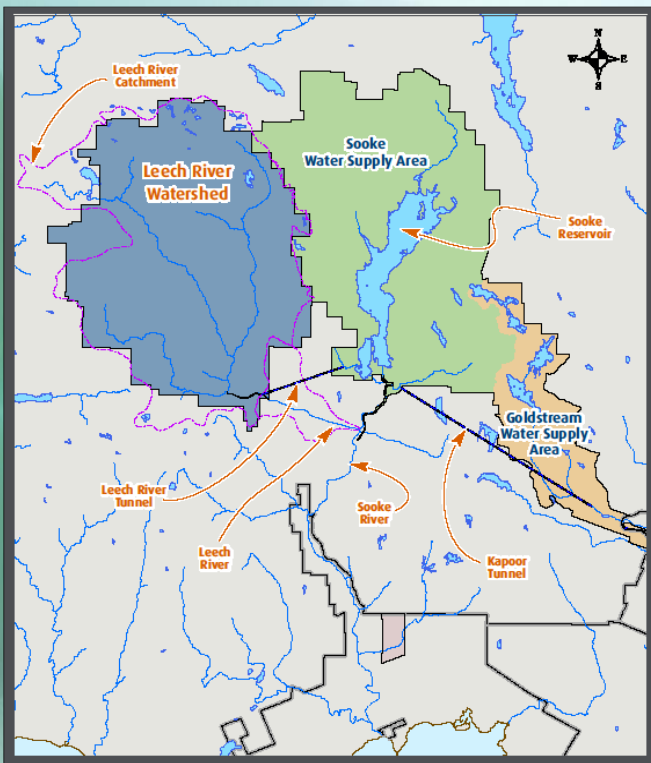 N
W E
S
Leech River
Catchment
Sooke
Water Supply Area
Leech River
Watershed
Sooke
Reservoir
Goldstream
Water Supply
Area
Leech River
Tunnel
Leech
River
Sooke
River
Kapoor
Tunnel